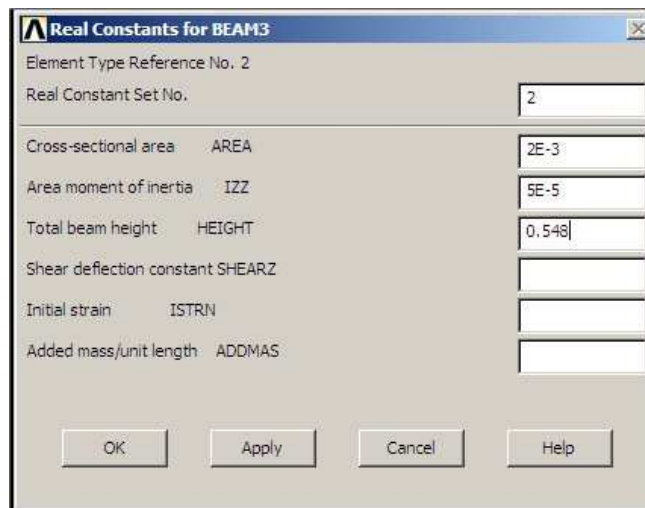 Real Constants for BEAM3
Element Type Reference No. 2
Real Constant Set No. 2
Cross-sectional area AREA 2E-3
Area moment of inertia IZZ 5E-5
Total beam height HEIGHT 0.548
Shear deflection constant SHEARZ
Initial strain ISTRN
Added mass/unit length ADDMAS
OK Apply Cancel Help